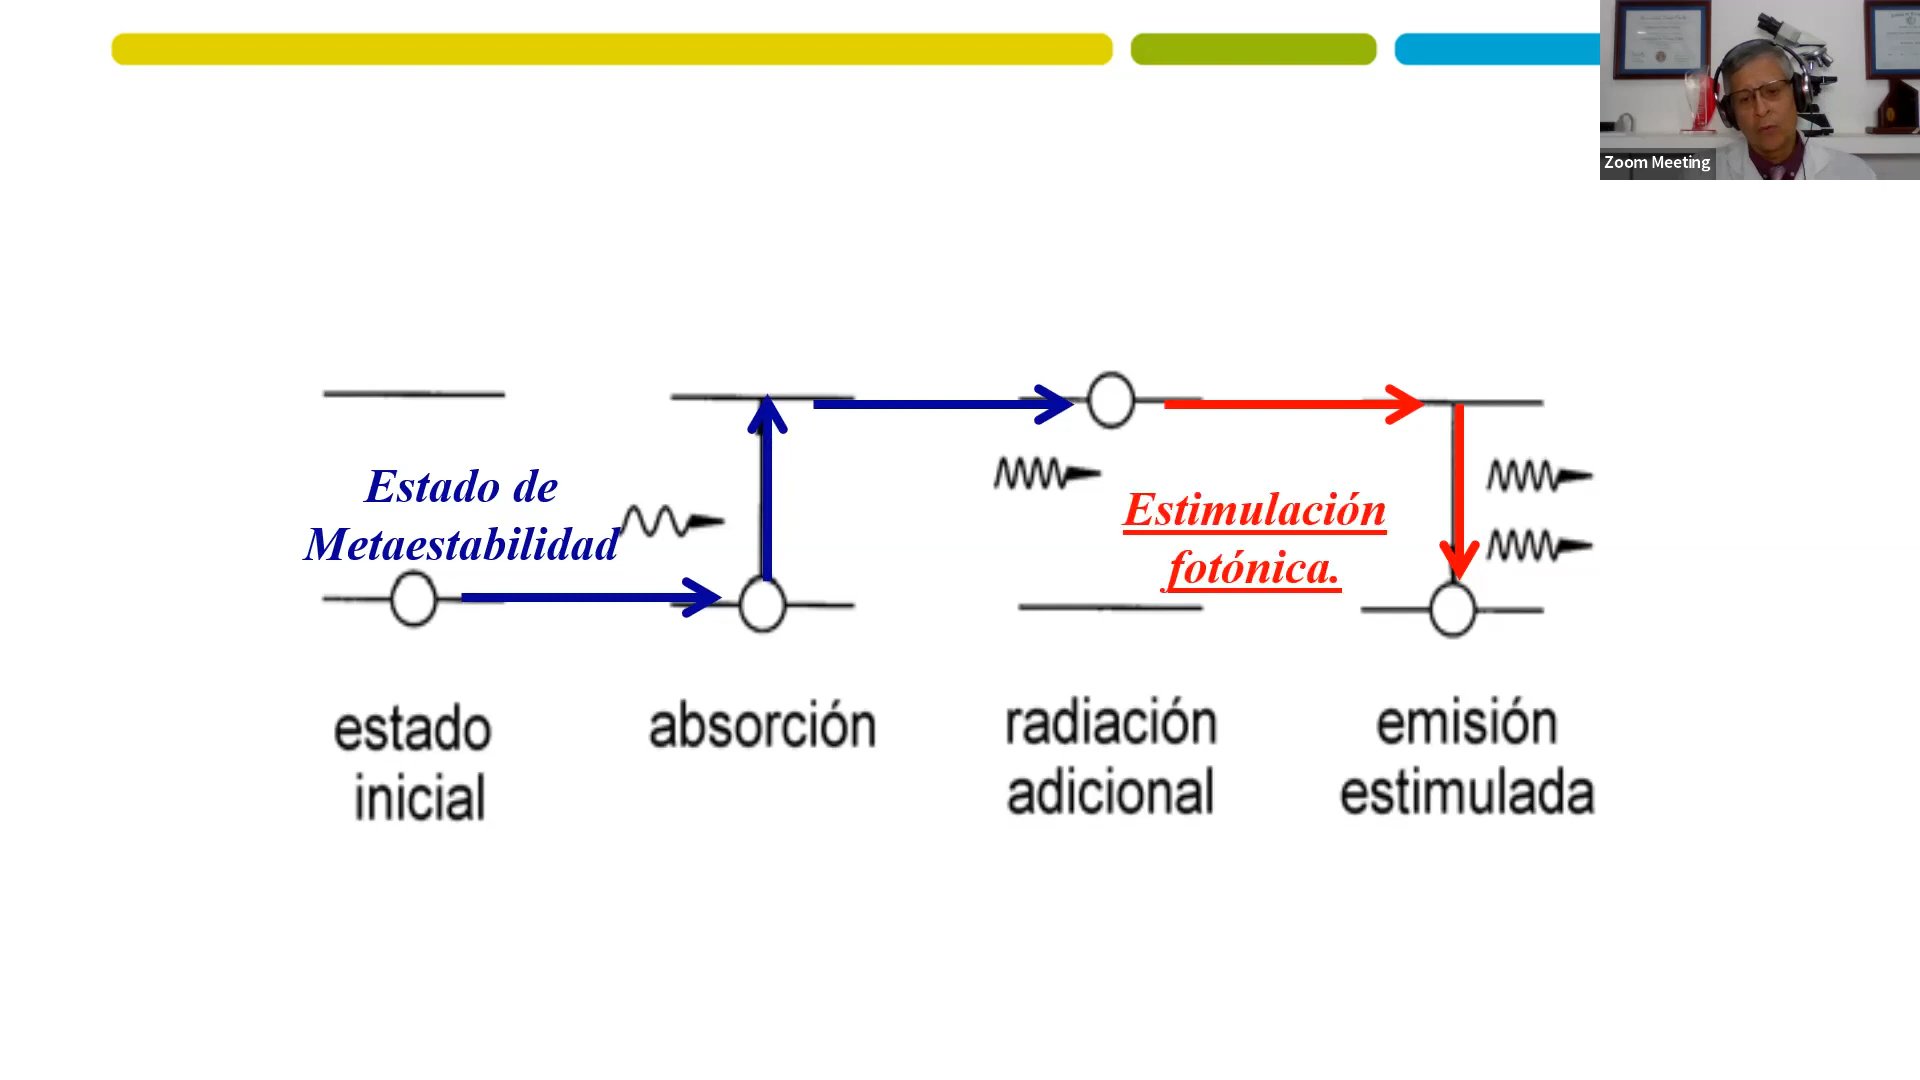 Zoom Meeting
Estado de
Metaestabilidad
Estimulación
fotónica.
estado
inicial
absorción
radiación
adicional
emisión
estimulada